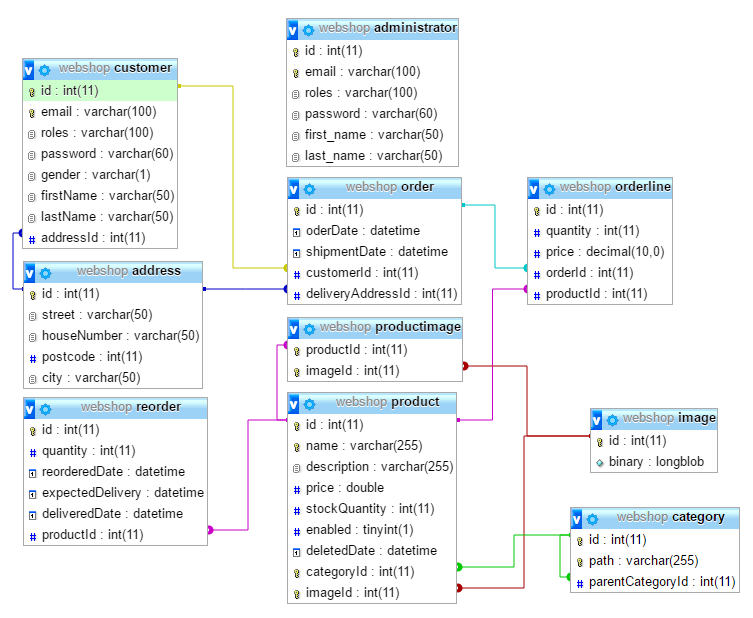 webshop administrator
id : int(11)
email : varchar(100)
roles : varchar(100)
password : varchar(60)
first_name : varchar(50)
last_name : varchar(50)
webshop customer
id : int(11)
email : varchar(100)
roles : varchar(100)
password : varchar(60)
gender : varchar(1)
firstName : varchar(50)
lastName : varchar(50)
addressId : int(11)
webshop order
id : int(11)
oderDate : datetime
shipmentDate : datetime
customerId : int(11)
deliveryAddressId : int(11)
webshop orderline
id : int(11)
quantity : int(11)
price : decimal(10,0)
orderId : int(11)
productId : int(11)
webshop address
id : int(11)
street : varchar(50)
houseNumber : varchar(50)
postcode : int(11)
city : varchar(50)
webshop productimage
productId : int(11)
imageId : int(11)
webshop reorder
id : int(11)
quantity : int(11)
reorderedDate : datetime
expectedDelivery : datetime
deliveredDate : datetime
productId : int(11)
webshop product
id : int(11)
name : varchar(255)
description : varchar(255)
price : double
stockQuantity : int(11)
enabled : tinyint(1)
deletedDate : datetime
categoryId : int(11)
imageId : int(11)
webshop image
id : int(11)
binary : longblob
webshop category
id : int(11)
path : varchar(255)
parentCategoryId : int(11)